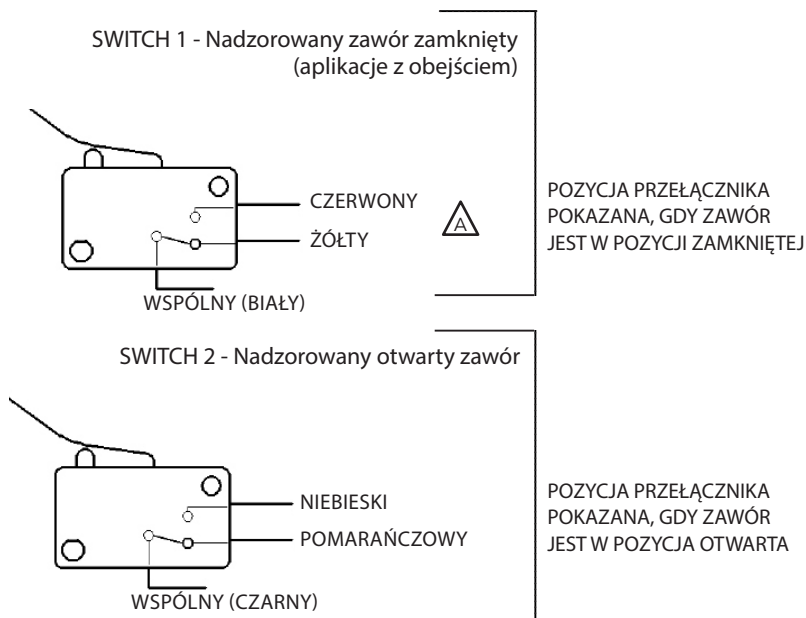 SWITCH 1 - Nadzorowany zawór zamknięty
(aplikacje z obejściem)
CZERWONY
ŻÓŁTY
A
WSPÓLNY (BIAŁY)
POZYCJA PRZEŁĄCZNIKA
POKAZANA, GDY ZAWÓR
JEST W POZYCJI ZAMKNIĘTEJ
SWITCH 2 - Nadzorowany otwarty zawór
NIEBIESKI
POMARAŃCZOWY
WSPÓLNY (CZARNY)
POZYCJA PRZEŁĄCZNIKA
POKAZANA, GDY ZAWÓR
JEST W POZYCJA OTWARTA